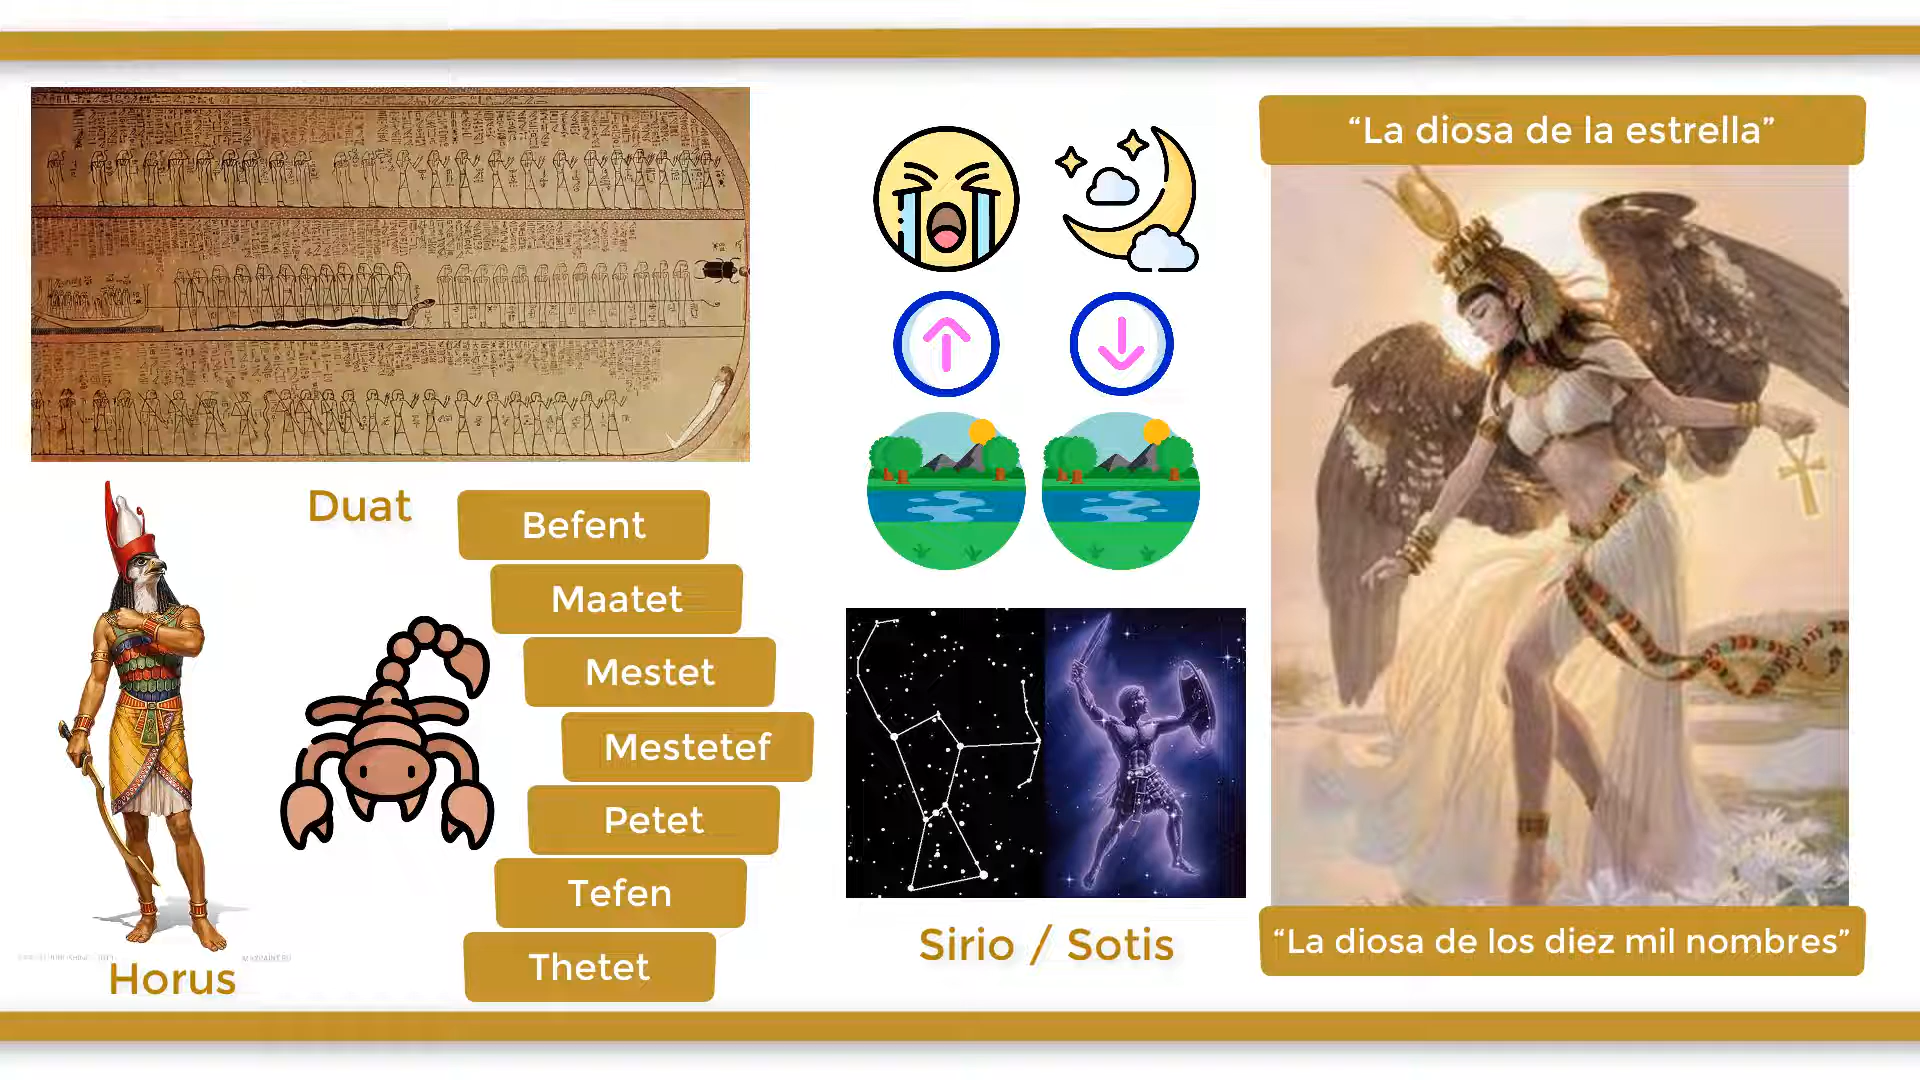 Duat
Horus
Befent
Maatet
Mestet
Mestetef
Petet
Tefen
Thetet
Sirio / Sotis
“La diosa de la estrella”
“La diosa de los diez mil nombres”